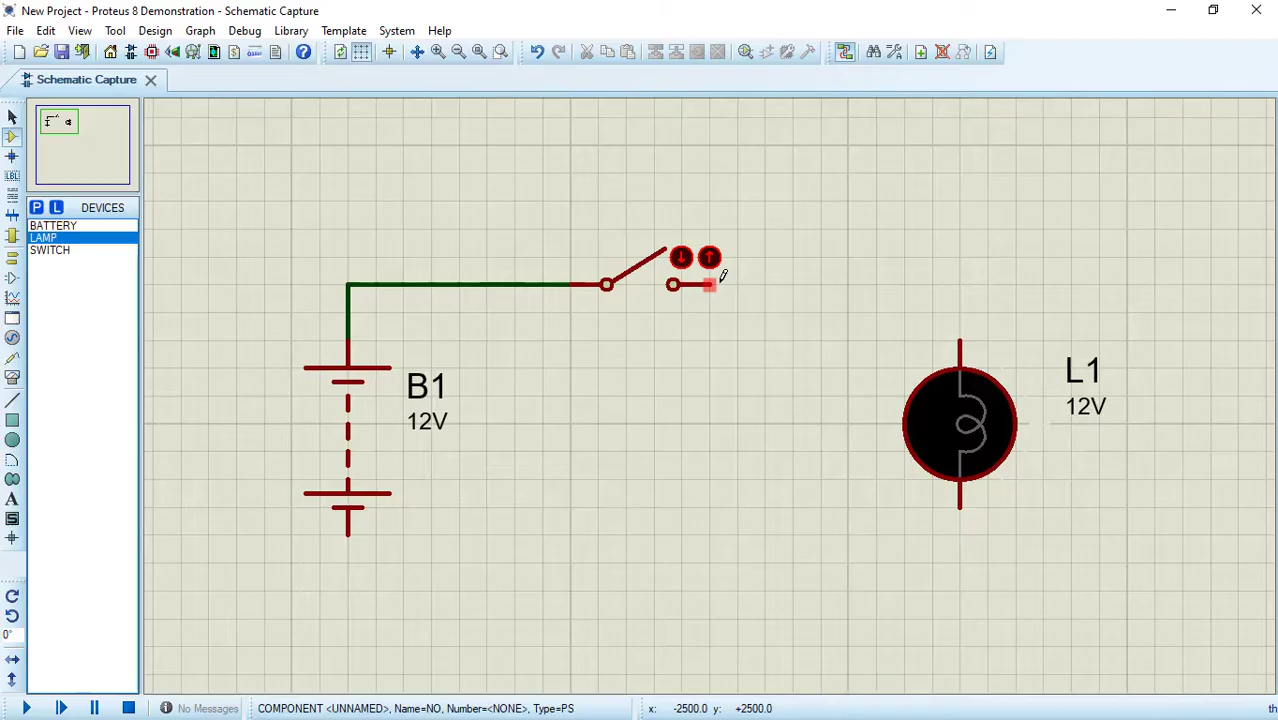 New Project - Proteus 8 Demonstration - Schematic Capture
File Edit View Tool Design Graph Debug Library Template System Help
Schematic Capture
P L DEVICES
BATTERY
LAMP
SWITCH
LBL
B1
12V
L1
12V
A
S
0°
No Messages
COMPONENT <UNNAMED>, Name=NO, Number=<NONE>, Type=PS
x: -2500.0 y: +2500.0
th